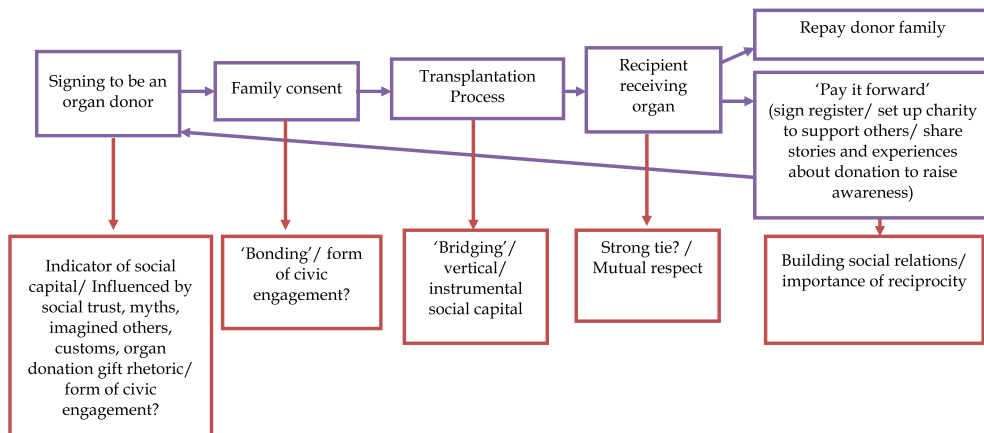 Signing to be an
organ donor
Family consent
Transplantation
Process
Recipient
receiving
organ
Repay donor family
‘Pay it forward’
(sign register/ set up charity
to support others/ share
stories and experiences
about donation to raise
awareness)
Indicator of social
capital/ Influenced by
social trust, myths,
imagined others,
customs, organ
donation gift rhetoric/
form of civic
engagement?
‘Bonding’/ form
of civic
engagement?
‘Bridging’/
vertical/
instrumental
social capital
Strong tie? /
Mutual respect
Building social relations/
importance of reciprocity